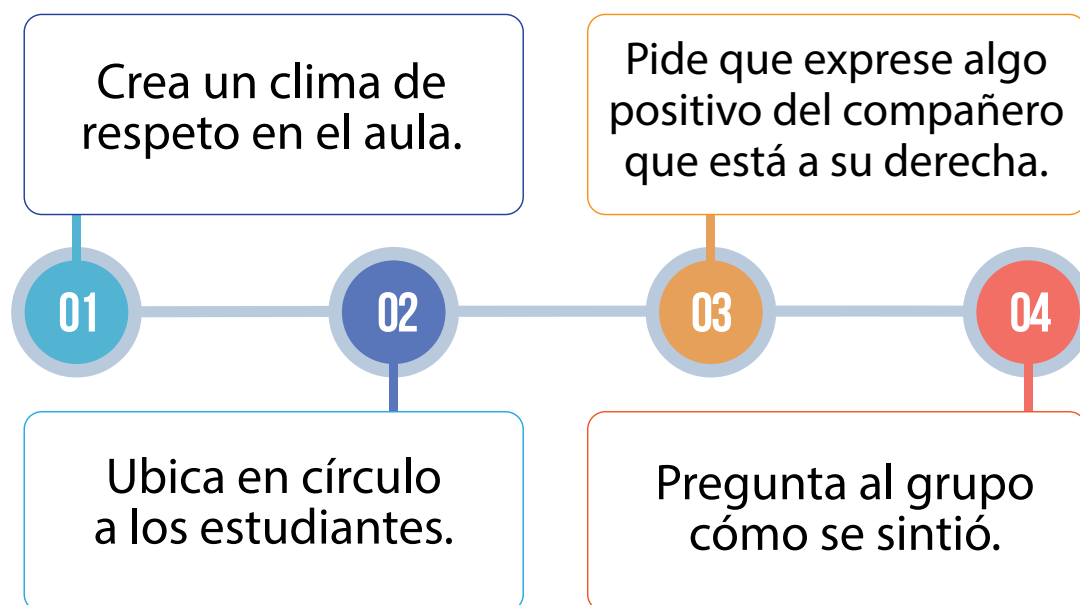 Crea un clima de
respeto en el aula.
Pide que exprese algo
positivo del compañero
que está a su derecha.
01
02
03
04
Ubica en círculo
a los estudiantes.
Pregunta al grupo
cómo se sintió.